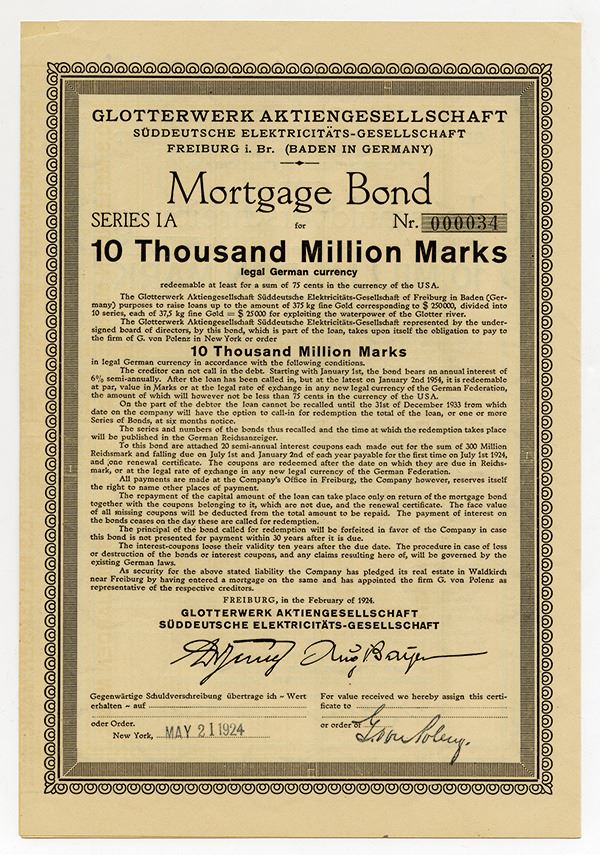 GLOTTERWERK AKTIENGESELLSCHAFT
SÜDDEUTSCHE ELEKTRICITÄTS-GESELLSCHAFT
FREIBURG i. Br. (BADEN IN GERMANY)
Mortgage Bond
SERIES IA
for
Nr. 000034
10 Thousand Million Marks
legal German currency
redeemable at least for a sum of 75 cents in the currency of the USA.
The Glotterwerk Aktiengesellschaft Süddeutsche Elektricitäts-Gesellschaft of Freiburg in Baden (Ger-
many) purposes to raise loans up to the amount of 375 kg fine Gold corresponding to $ 250000, divided into
10 series, each of 37,5 kg fine Gold = $ 25000 for exploiting the waterpower of the Glotter river.
The Glotterwerk Aktiengesellschaft Süddeutsche Elektricitäts-Gesellschaft represented by the under-
signed board of directors, by this bond, which is part of the loan, takes upon itself the obligation to pay to
the firm of G. von Polenz in New York or order
10 Thousand Million Marks
in legal German currency in accordance with the following conditions.
The creditor can not call in the debt. Starting with January 1st, the bond bears an annual interest of
6% semi-annually. After the loan has been called in, but at the latest on January 2nd 1954, it is redeemable
at par, value in Marks or at the legal rate of exchange in any new legal currency of the German Federation,
the amount of which will however not be less than 75 cents in the currency of the USA.
On the part of the debtor the loan cannot be recalled until the 31st of December 1933 from which
date on the company will have the option to call-in for redemption the total of the loan, or one or more
Series of Bonds, at six months notice.
The series and numbers of the bonds thus recalled and the time at which the redemption takes place
will be published in the German Reichsanzeiger.
To this bond are attached 20 semi-annual interest coupons each made out for the sum of 300 Million
Reichsmark and falling due on July 1st and January 2nd of each year payable for the first time on July 1st 1924,
and one renewal certificate. The coupons are redeemed after the date on which they are due in Reichs-
mark, or at the legal rate of exchange in any new legal currency of the German Federation.
All payments are made at the Company's Office in Freiburg, the Company however, reserves itself
the right to name other places of payment.
The repayment of the capital amount of the loan can take place only on return of the mortgage bond
together with the coupons belonging to it, which are not due, and the renewal certificate. The face value
of all missing coupons will be deducted from the total amount to be repaid. The payment of interest on
the bonds ceases on the day these are called for redemption.
The principal of the bond called for redemption will be forfeited in favor of the Company in case
this bond is not presented for payment within 30 years after it is due.
The interest-coupons loose their validity ten years after the due date. The procedure in case of loss
or destruction of the bonds or interest coupons, and any claims resulting here of, will be governed by the
existing German laws.
As security for the above stated liability the Company has pledged its real estate in Waldkirch
near Freiburg by having entered a mortgage on the same and has appointed the firm G. von Polenz as
representative of the respective creditors.
FREIBURG, in the February of 1924.
GLOTTERWERK AKTIENGESELLSCHAFT
SÜDDEUTSCHE ELEKTRICITÄTS-GESELLSCHAFT
Gegenwärtige Schuldverschreibung übertrage ich - Wert
erhalten - auf
oder Order.
New York, MAY 21 1924
For value received we hereby assign this certi-
ficate to
or order of
G. von Polenz.